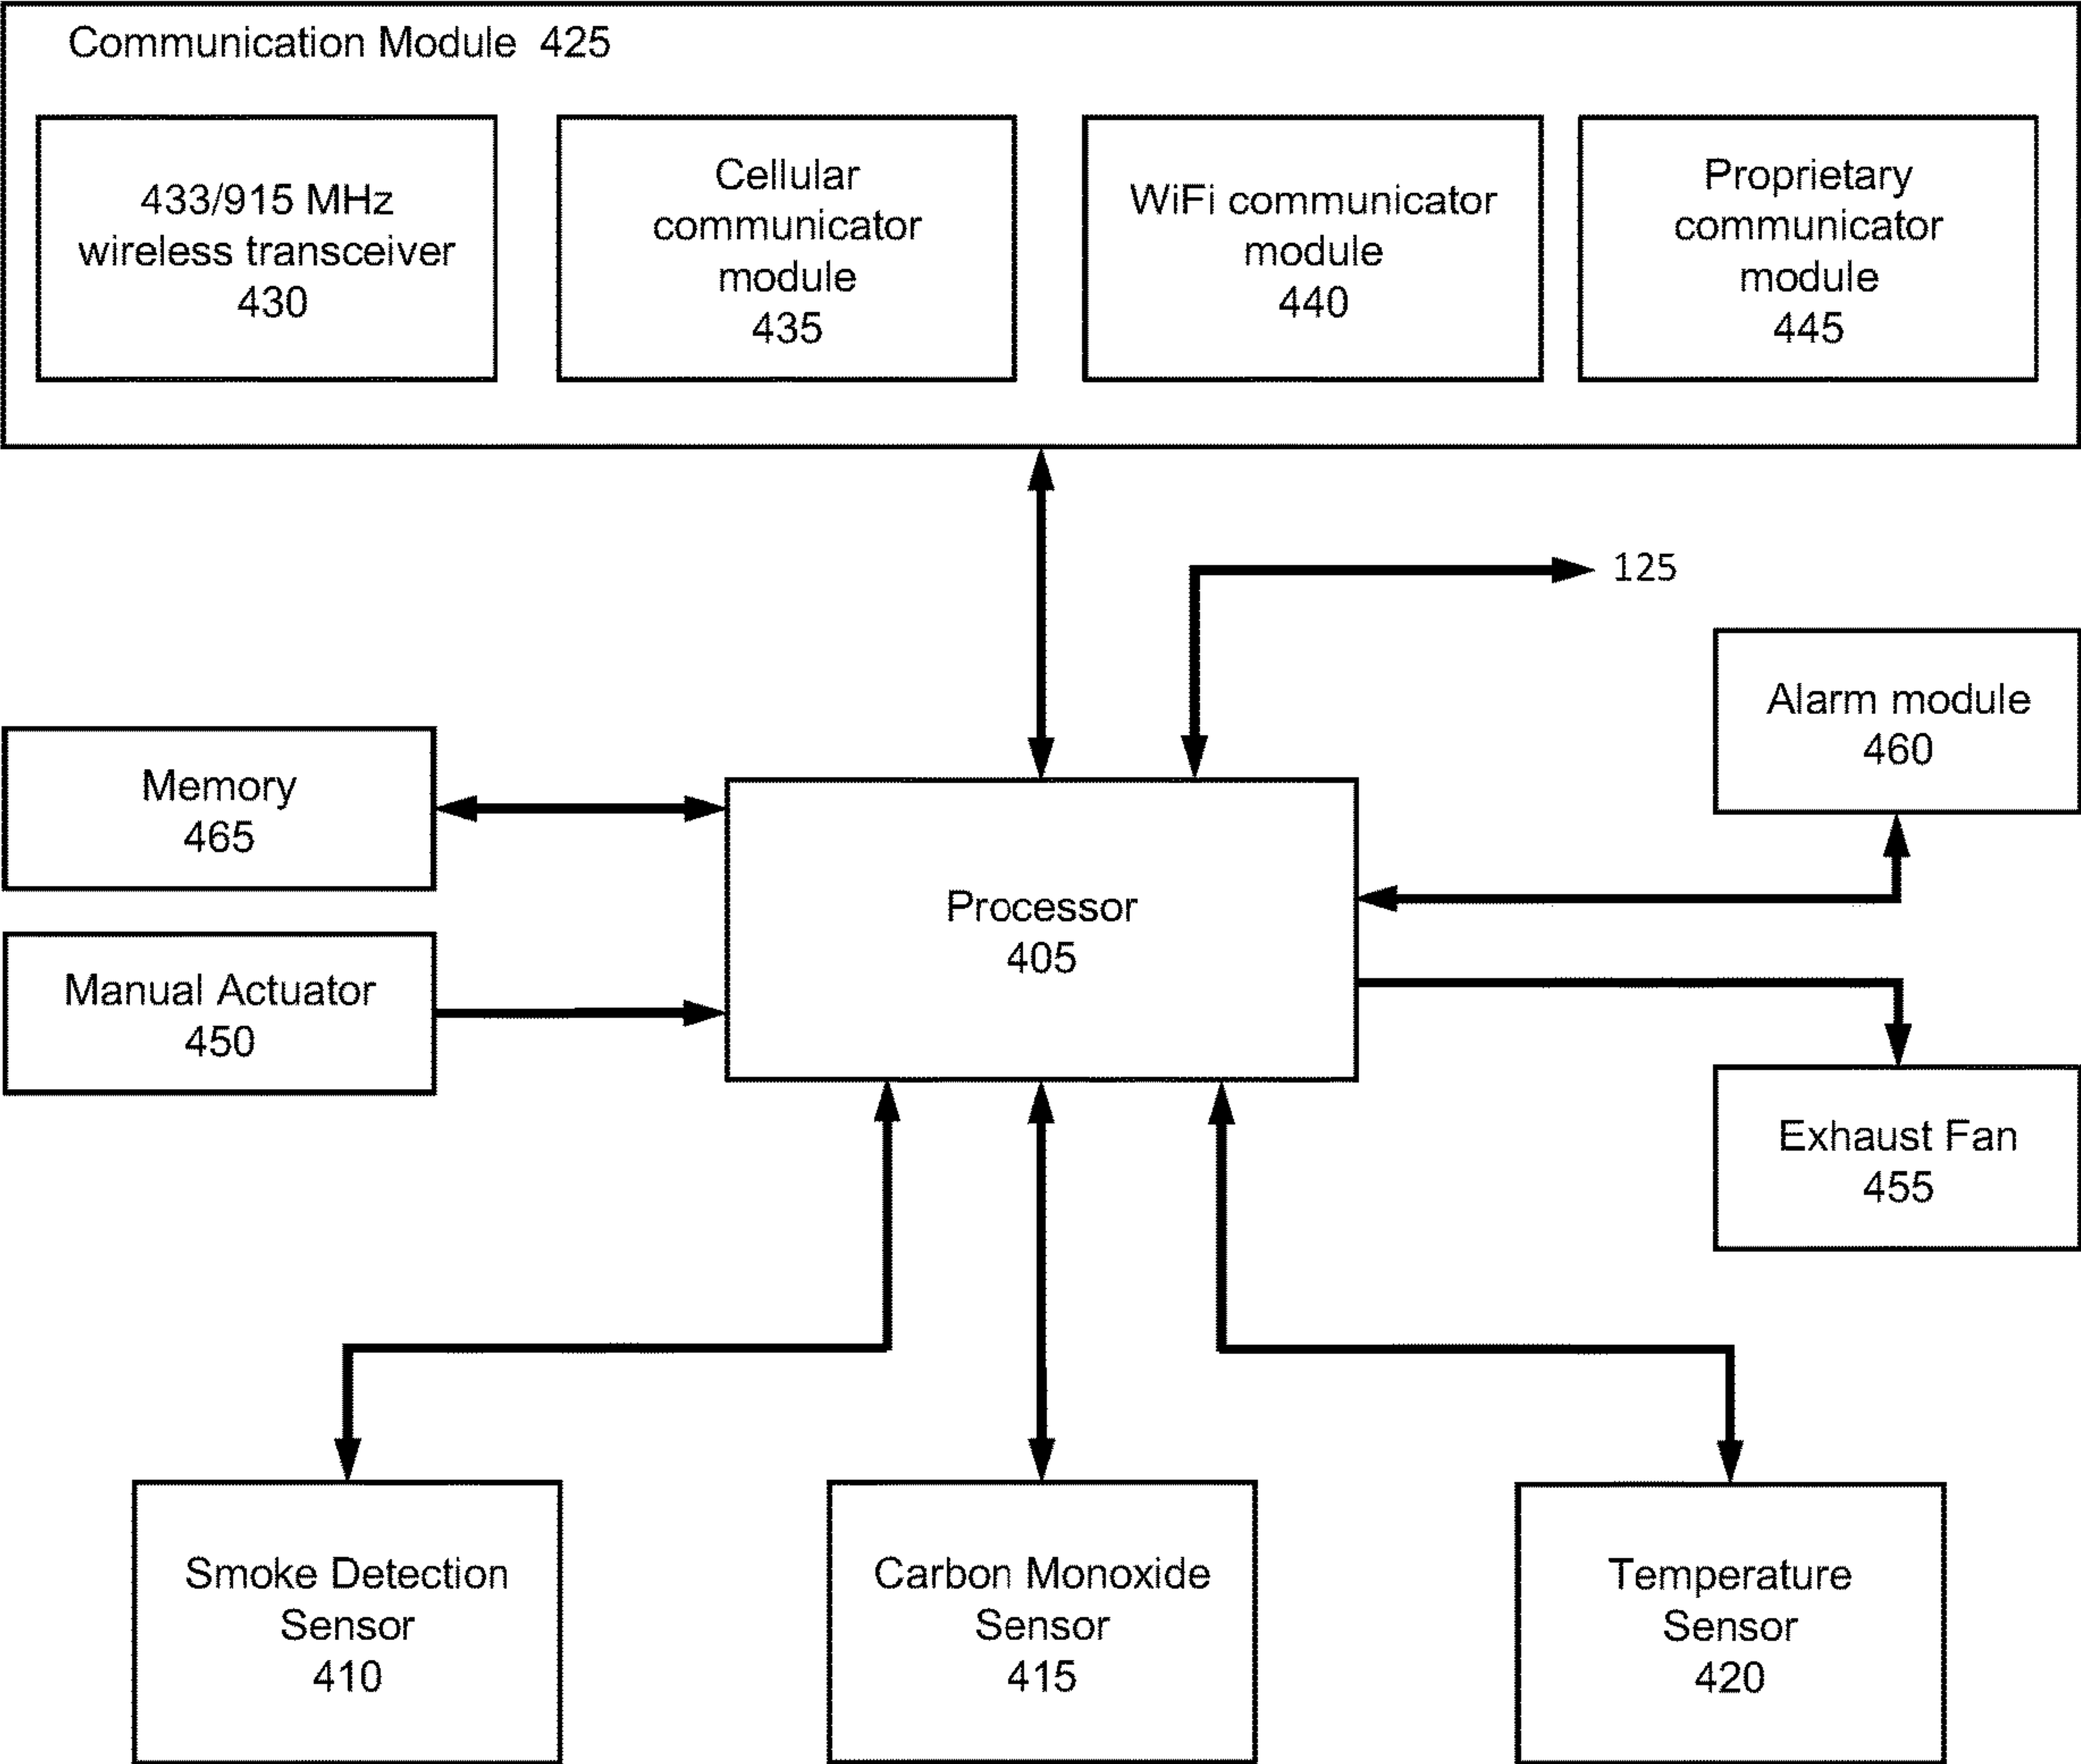 Communication Module 425
433/915 MHz
wireless transceiver
430
Cellular
communicator
module
435
WiFi communicator
module
440
Proprietary
communicator
module
445
125
Alarm module
460
Memory
465
Processor
405
Manual Actuator
450
Exhaust Fan
455
Smoke Detection
Sensor
410
Carbon Monoxide
Sensor
415
Temperature
Sensor
420